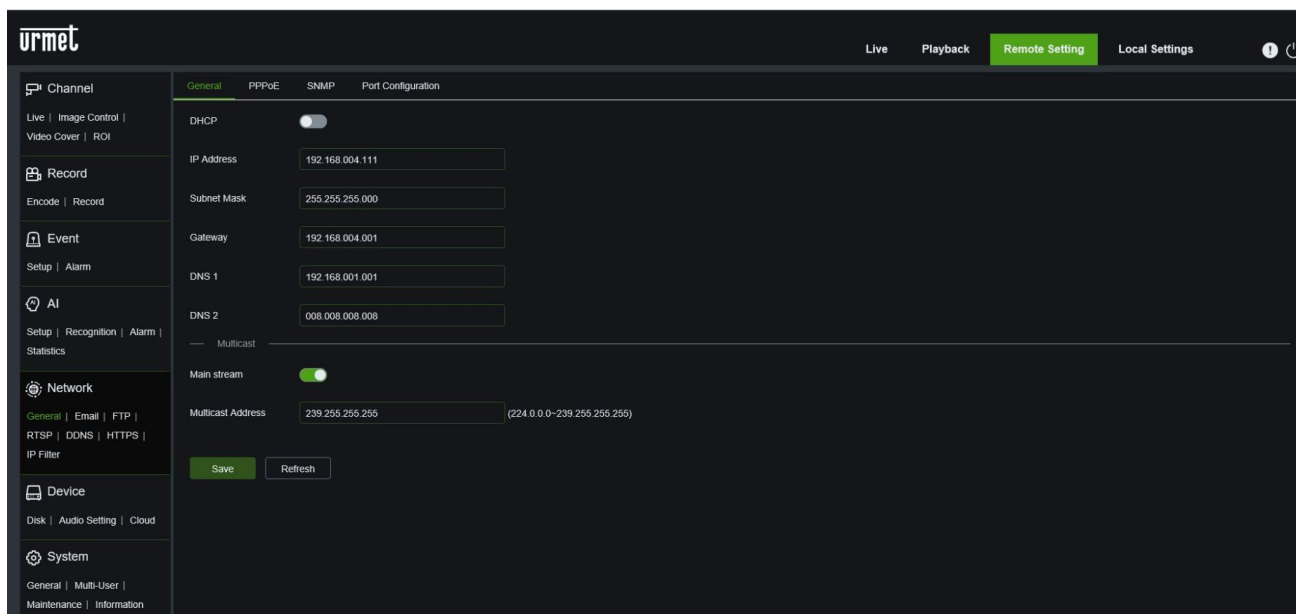 urmet
Live Playback Remote Setting Local Settings
Channel
Live | Image Control |
Video Cover | ROI
Record
Encode | Record
Event
Setup | Alarm
AI
Setup | Recognition | Alarm |
Statistics
Network
General | Email | FTP |
RTSP | DDNS | HTTPS |
IP Filter
Device
Disk | Audio Setting | Cloud
System
General | Multi-User |
Maintenance | Information
General PPPoE SNMP Port Configuration
DHCP
IP Address 192.168.004.111
Subnet Mask 255.255.255.000
Gateway 192.168.004.001
DNS 1 192.168.001.001
DNS 2 008.008.008.008
Multicast
Main stream
Multicast Address 239.255.255.255 (224.0.0.0~239.255.255.255)
Save Refresh